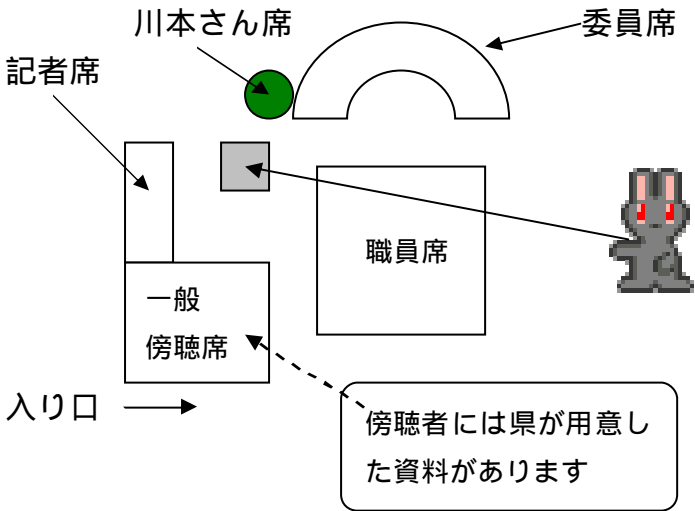 川本さん席
委員席
記者席
職員席
一般
傍聴席
入り口
傍聴者には県が用意し
た資料があります